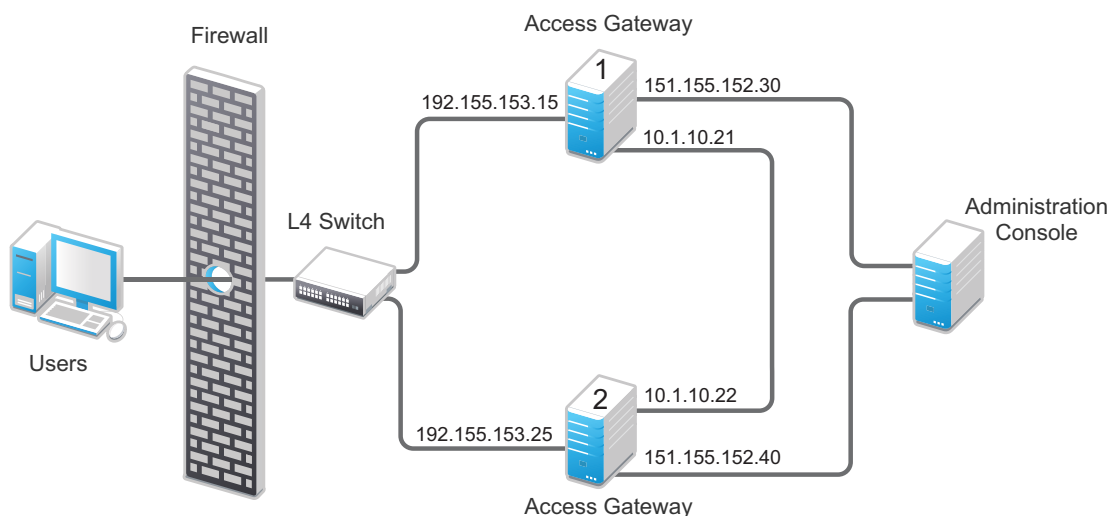 Access Gateway
Firewall
1
151.155.152.30
192.155.153.15
10.1.10.21
L4 Switch
Administration
Console
Users
2
10.1.10.22
192.155.153.25
151.155.152.40
Access Gateway